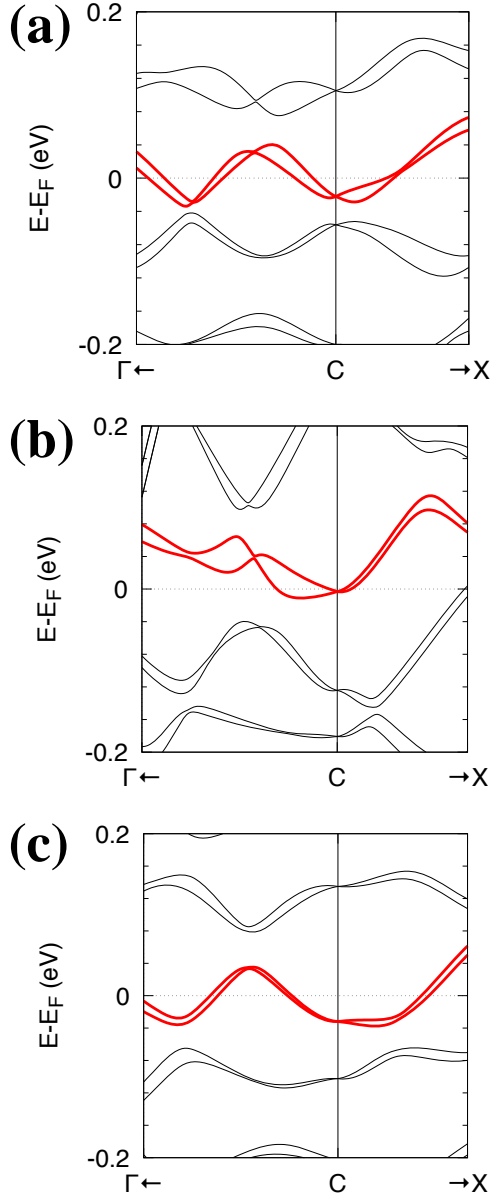 (a)
0.2
E-E_F (eV)
0
-0.2
Γ← C →X
(b)
0.2
E-E_F (eV)
0
-0.2
Γ← C →X
(c)
0.2
E-E_F (eV)
0
-0.2
Γ← C →X